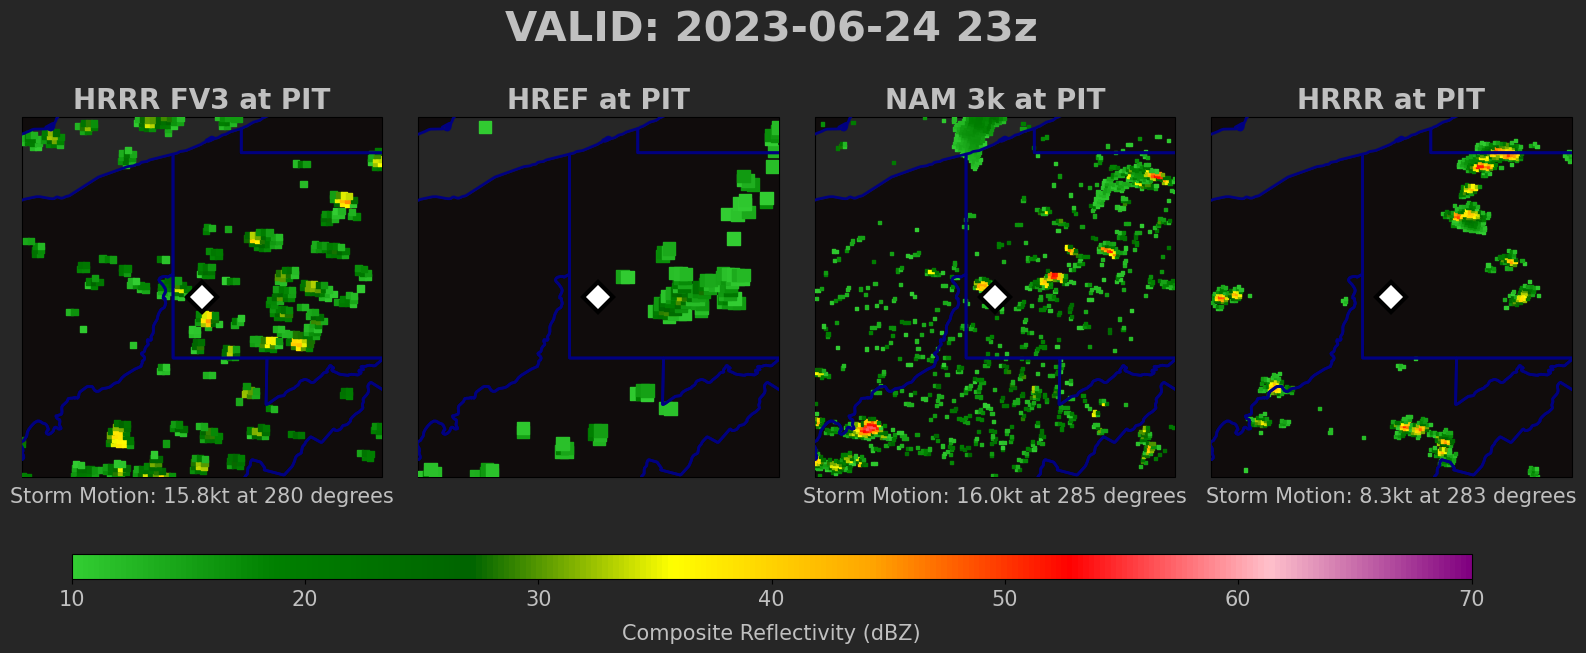 VALID: 2023-06-24 23z
HRRR FV3 at PIT
HREF at PIT
NAM 3k at PIT
HRRR at PIT
Storm Motion: 15.8kt at 280 degrees
Storm Motion: 16.0kt at 285 degrees
Storm Motion: 8.3kt at 283 degrees
10 20 30 40 50 60 70
Composite Reflectivity (dBZ)